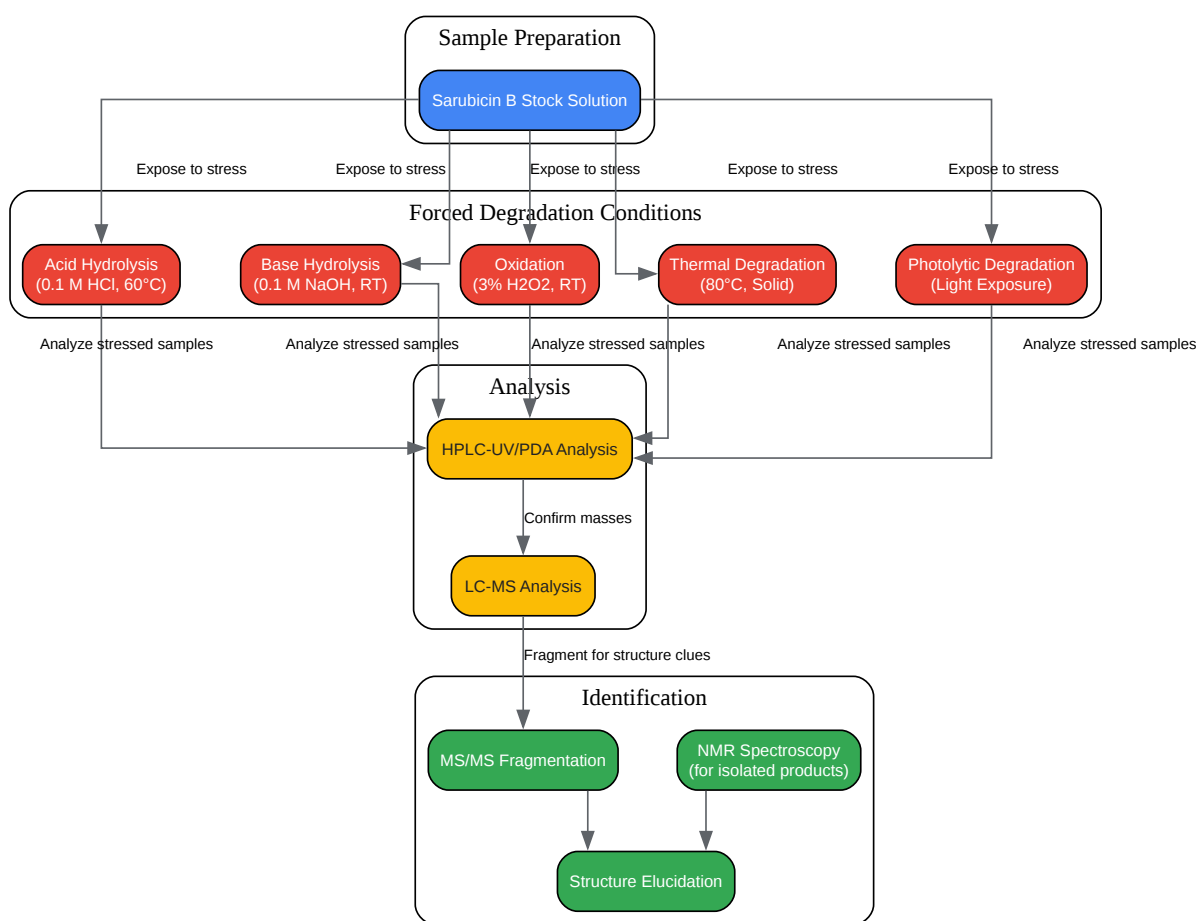 Sample Preparation
Sarubicin B Stock Solution
Expose to stress
Expose to stress
Expose to stress
Expose to stress
Expose to stress
Forced Degradation Conditions
Acid Hydrolysis
(0.1 M HCl, 60°C)
Base Hydrolysis
(0.1 M NaOH, RT)
Oxidation
(3% H2O2, RT)
Thermal Degradation
(80°C, Solid)
Photolytic Degradation
(Light Exposure)
Analyze stressed samples
Analyze stressed samples
Analyze stressed samples
Analyze stressed samples
Analyze stressed samples
Analysis
HPLC-UV/PDA Analysis
Confirm masses
LC-MS Analysis
Fragment for structure clues
Identification
MS/MS Fragmentation
NMR Spectroscopy
(for isolated products)
Structure Elucidation